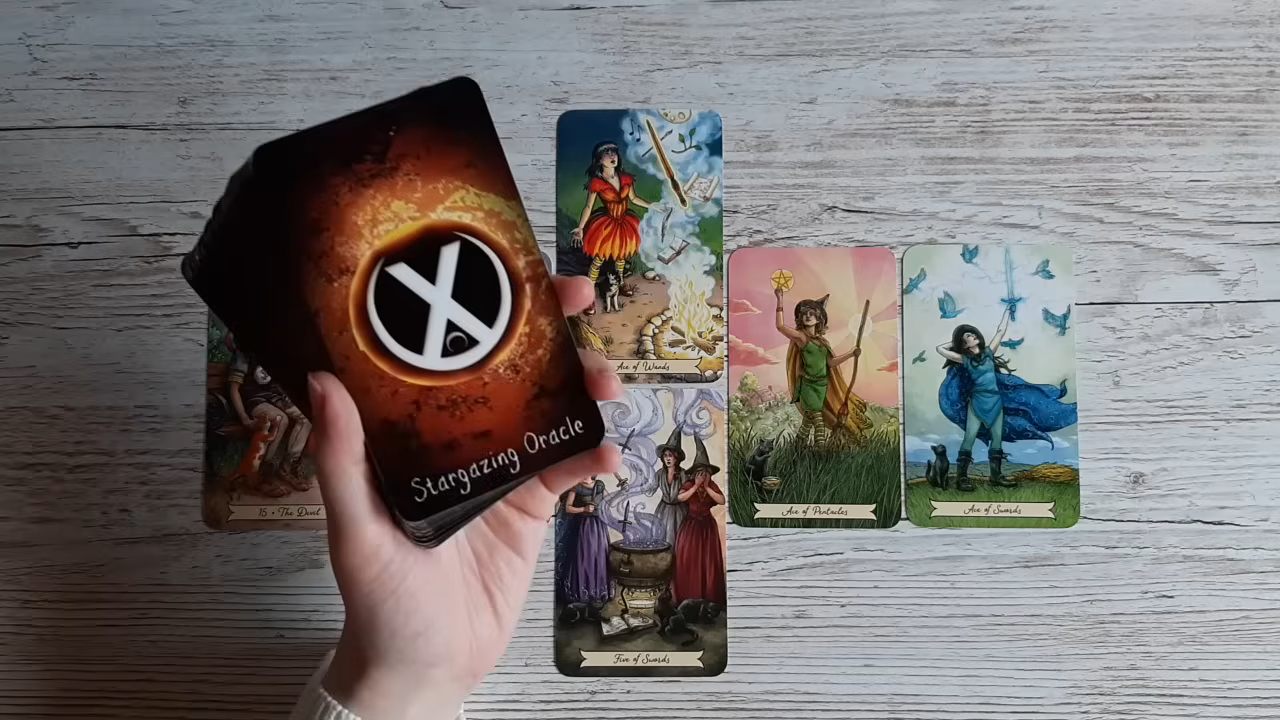 X
Stargazing Oracle
Ace of Wands
15 • The Devil
Ace of Pentacles
Ace of Swords
Five of Swords